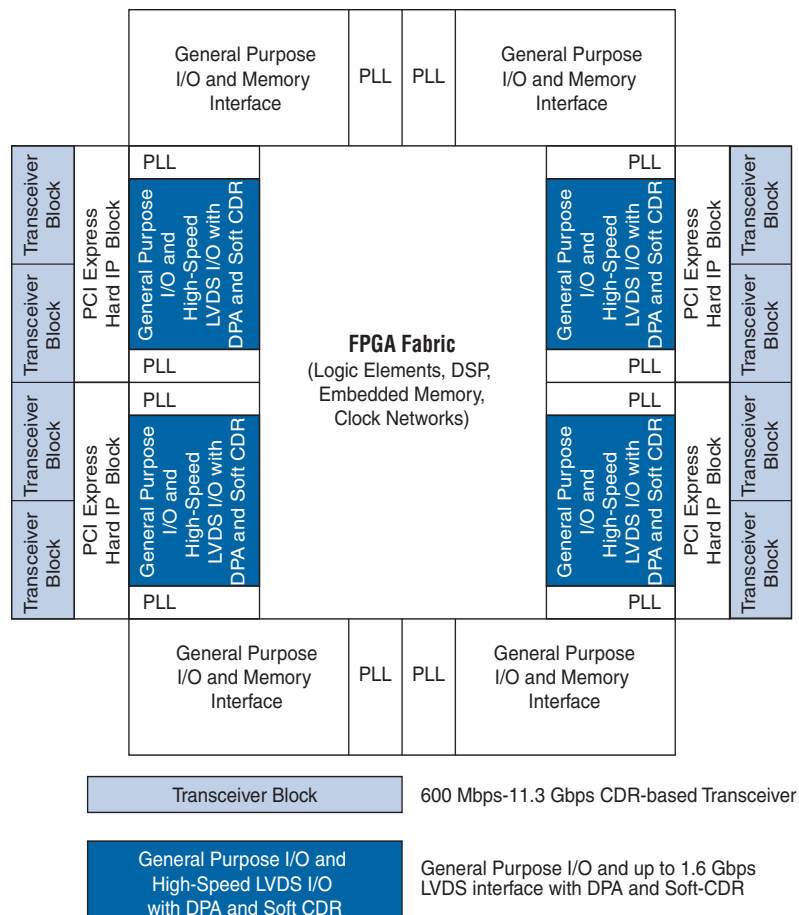 General Purpose
I/O and Memory
Interface
PLL
PLL
General Purpose
I/O and Memory
Interface
Transceiver
Block
Transceiver
Block
PCI Express
Hard IP Block
PLL
General Purpose
I/O and
High-Speed
LVDS I/O with
DPA and Soft CDR
PLL
Transceiver
Block
Transceiver
Block
PCI Express
Hard IP Block
PLL
General Purpose
I/O and
High-Speed
LVDS I/O with
DPA and Soft CDR
PLL
FPGA Fabric
(Logic Elements, DSP,
Embedded Memory,
Clock Networks)
PLL
General Purpose
I/O and
High-Speed
LVDS I/O with
DPA and Soft CDR
PLL
PCI Express
Hard IP Block
Transceiver
Block
Transceiver
Block
PLL
General Purpose
I/O and
High-Speed
LVDS I/O with
DPA and Soft CDR
PLL
PCI Express
Hard IP Block
Transceiver
Block
Transceiver
Block
General Purpose
I/O and Memory
Interface
PLL
PLL
General Purpose
I/O and Memory
Interface
Transceiver Block
600 Mbps-11.3 Gbps CDR-based Transceiver
General Purpose I/O and
High-Speed LVDS I/O
with DPA and Soft CDR
General Purpose I/O and up to 1.6 Gbps
LVDS interface with DPA and Soft-CDR